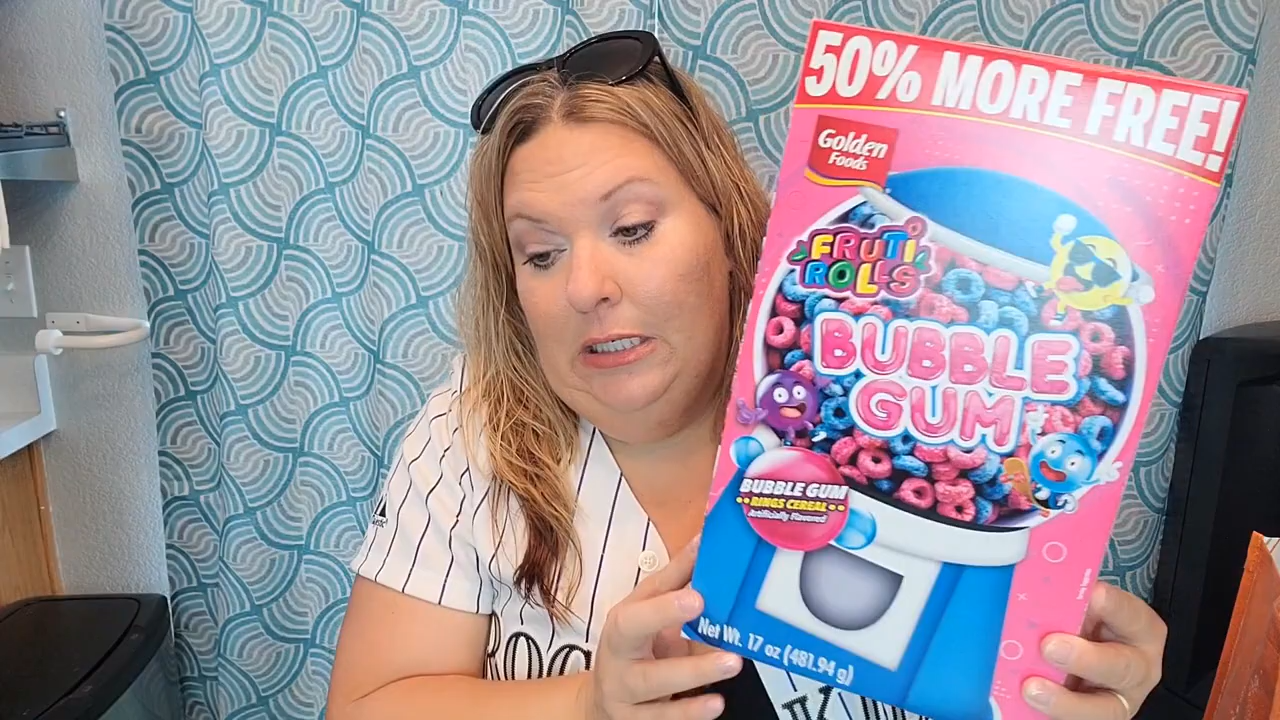 50% MORE FREE!
Golden
Foods
FRUTI
ROLLS
BUBBLE
GUM
BUBBLE GUM
RINGS CEREAL
Artificially Flavored
Net Wt. 17 oz (481.94 g)